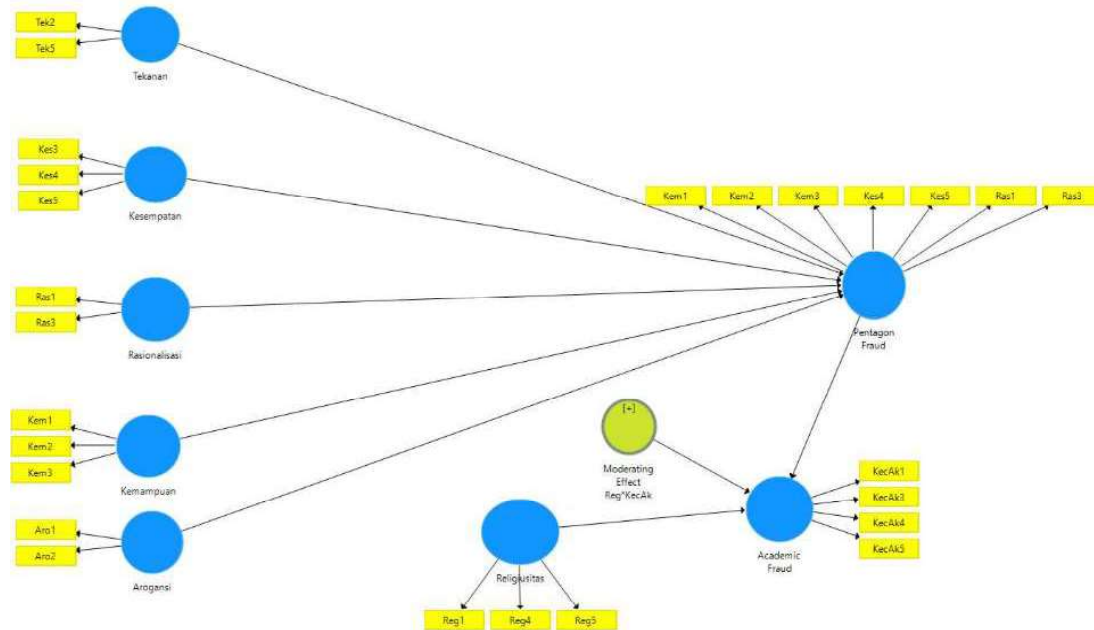 Tek2
Tek5
Tekanan
Kes3
Kes4
Kes5
Kesempatan
Ras1
Ras3
Rasionalisasi
Kem1
Kem2
Kem3
Kemampuan
Aro1
Aro2
Arogansi
Kem1 Kem2 Kem3 Kes4 Kes5 Ras1 Ras3
Pentagon
Fraud
[+]
Moderating
Effect
Reg*KecAk
Religiusitas
Reg1 Reg4 Reg5
Academic
Fraud
KecAk1
KecAk3
KecAk4
KecAk5